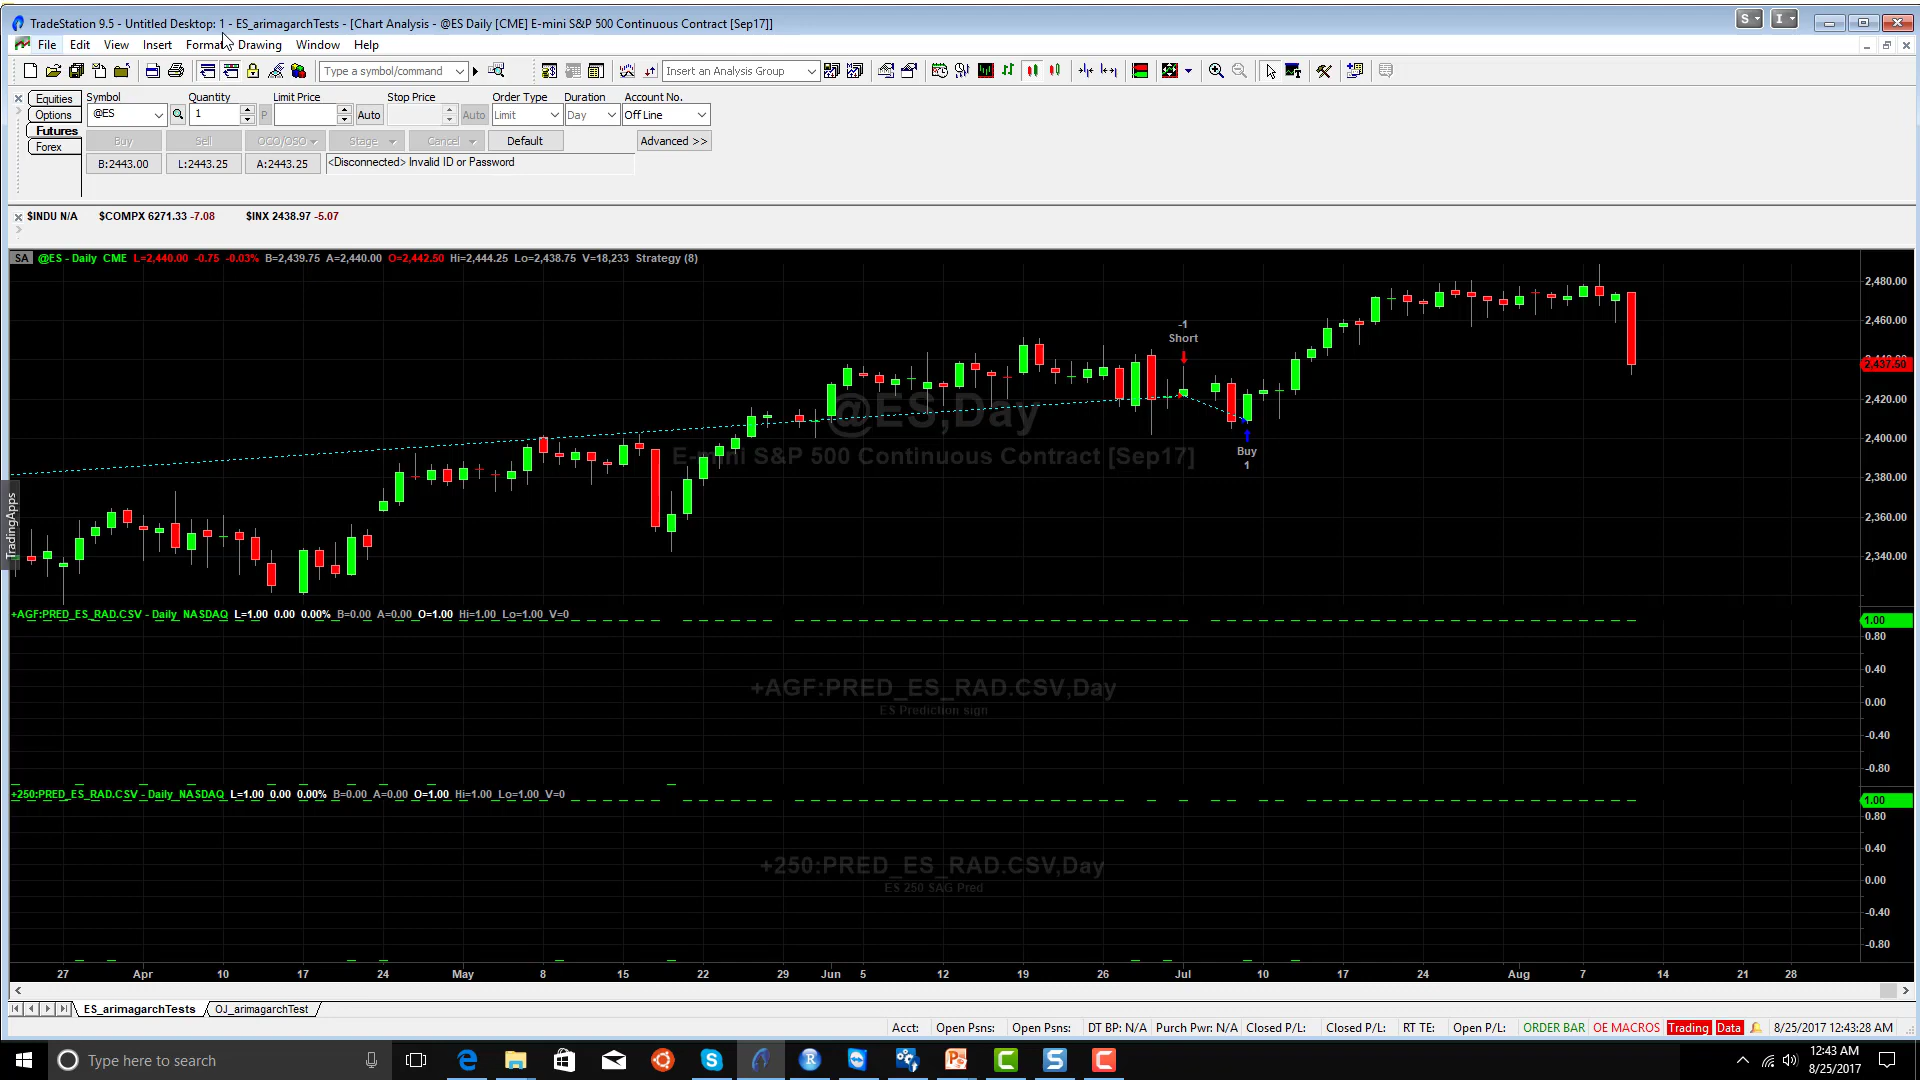 TradeStation 9.5 - Untitled Desktop: 1 - ES_arimagarchTests - [Chart Analysis - @ES Daily [CME] E-mini S&P 500 Continuous Contract [Sep17]]
S I
File Edit View Insert Format Drawing Window Help
Type a symbol/command Insert an Analysis Group
Equities Symbol Quantity Limit Price Stop Price Order Type Duration Account No.
Options @ES 1 P Auto Auto Limit Day Off Line
Futures
Forex Buy Sell OCO/OSO Stage Cancel Default Advanced >>
B:2443.00 L:2443.25 A:2443.25 <Disconnected> Invalid ID or Password
$INDU N/A $COMPX 6271.33 -7.08 $INX 2438.97 -5.07
SA @ES - Daily CME L=2,440.00 -0.75 -0.03% B=2,439.75 A=2,440.00 O=2,442.50 Hi=2,444.25 Lo=2,438.75 V=18,233 Strategy (8)
2,480.00
2,460.00
-1
Short
2,437.50
2,420.00
@ES,Day
2,400.00
E-mini S&P 500 Continuous Contract [Sep17]
Buy
1
2,380.00
2,360.00
2,340.00
TradingApps
+AGF:PRED_ES_RAD.CSV - Daily NASDAQ L=1.00 0.00 0.00% B=0.00 A=0.00 O=1.00 Hi=1.00 Lo=1.00 V=0
1.00
0.80
0.40
+AGF:PRED_ES_RAD.CSV,Day
0.00
ES Prediction sign
-0.40
-0.80
+250:PRED_ES_RAD.CSV - Daily NASDAQ L=1.00 0.00 0.00% B=0.00 A=0.00 O=1.00 Hi=1.00 Lo=1.00 V=0
1.00
0.80
0.40
+250:PRED_ES_RAD.CSV,Day
0.00
ES 250 SAG Pred
-0.40
-0.80
27 Apr 10 17 24 May 8 15 22 29 Jun 5 12 19 26 Jul 10 17 24 Aug 7 14 21 28
ES_arimagarchTests OJ_arimagarchTest
Acct: Open Psns: Open Psns: DT BP: N/A Purch Pwr: N/A Closed P/L: Closed P/L: RT TE: Open P/L: ORDER BAR OE MACROS Trading Data 8/25/2017 12:43:28 AM
Type here to search
12:43 AM
8/25/2017